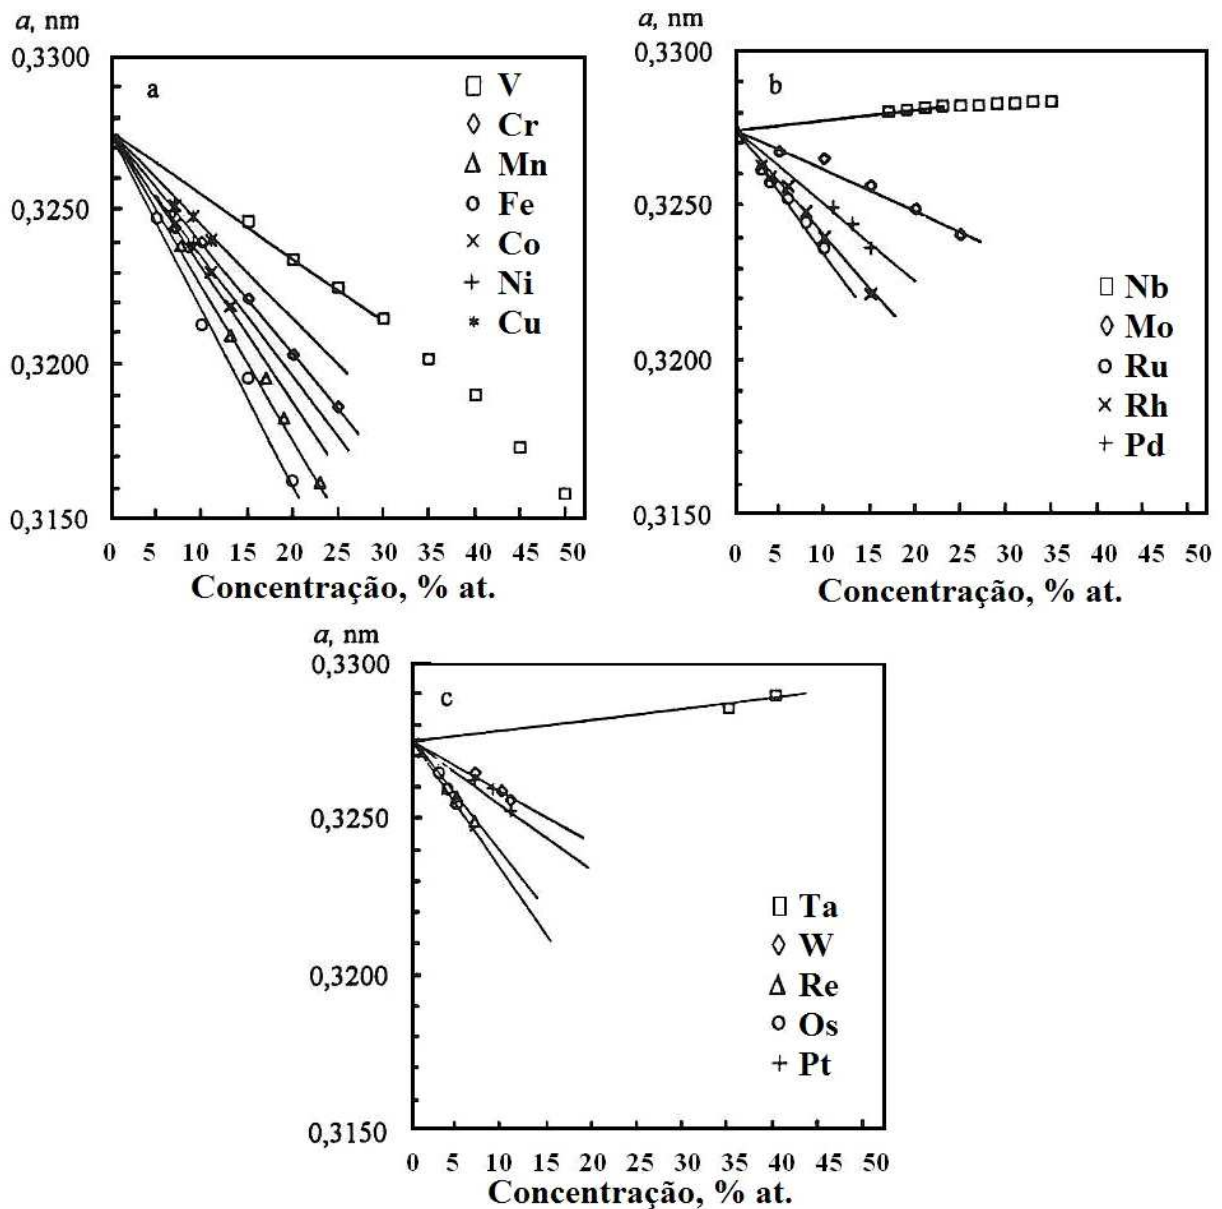 a, nm
0,3300
0,3250
0,3200
0,3150
a
V
Cr
Mn
Fe
Co
Ni
Cu
0 5 10 15 20 25 30 35 40 45 50
Concentração, % at.
a, nm
0,3300
0,3250
0,3200
0,3150
b
Nb
Mo
Ru
Rh
Pd
0 5 10 15 20 25 30 35 40 45 50
Concentração, % at.
a, nm
0,3300
0,3250
0,3200
0,3150
c
Ta
W
Re
Os
Pt
0 5 10 15 20 25 30 35 40 45 50
Concentração, % at.